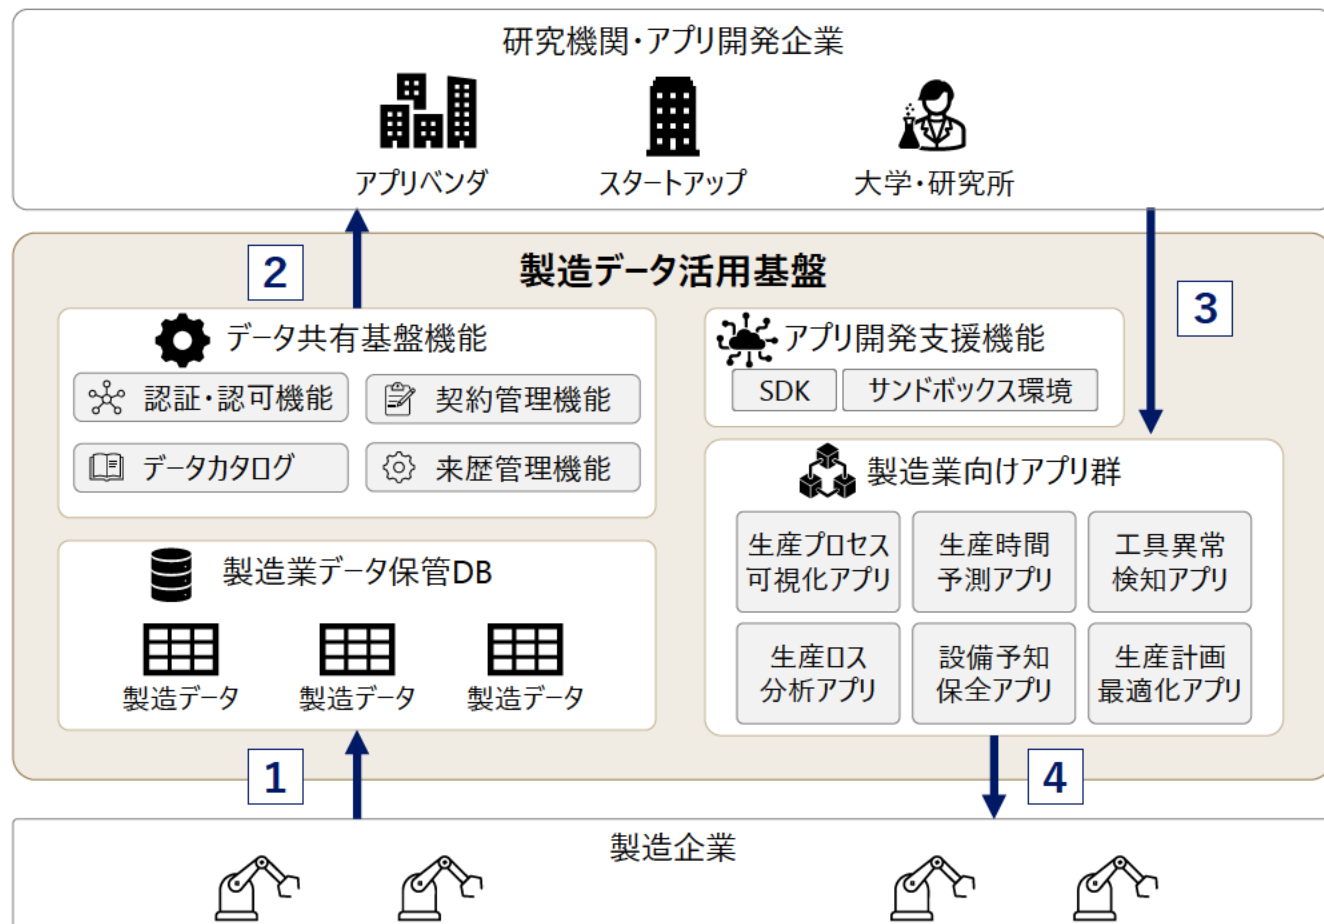 研究機関・アプリ開発企業
アプリベンダ
スタートアップ
大学・研究所
2
製造データ活用基盤
3
データ共有基盤機能
認証・認可機能
契約管理機能
データカタログ
来歴管理機能
アプリ開発支援機能
SDK
サンドボックス環境
製造業データ保管DB
製造データ
製造データ
製造データ
製造業向けアプリ群
生産プロセス
可視化アプリ
生産時間
予測アプリ
工具異常
検知アプリ
生産ロス
分析アプリ
設備予知
保全アプリ
生産計画
最適化アプリ
1
4
製造企業